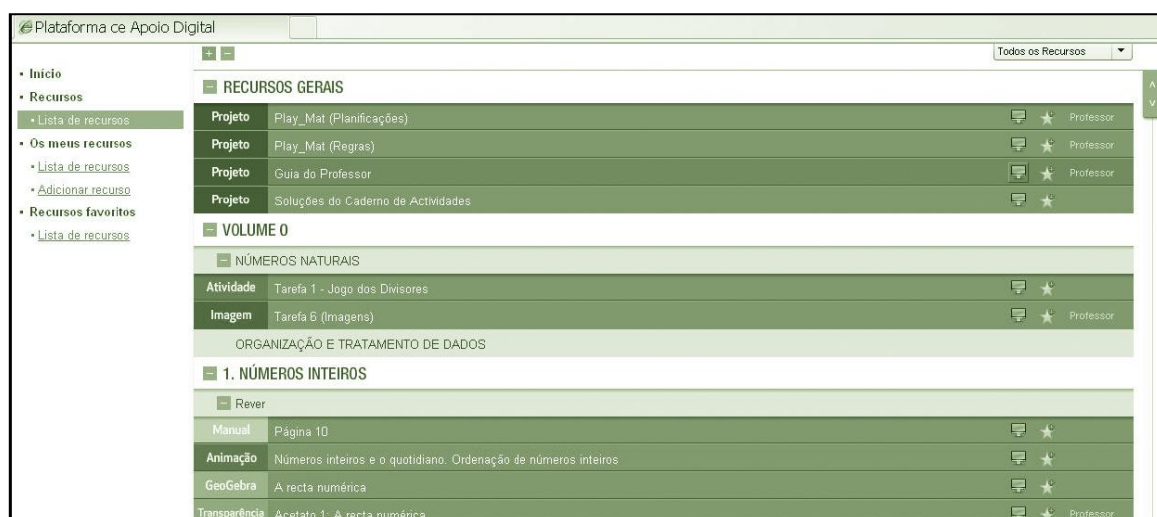 Plataforma ce Apoio Digital
Todos os Recursos
Início
Recursos
Lista de recursos
Os meus recursos
Lista de recursos
Adicionar recurso
Recursos favoritos
Lista de recursos
RECURSOS GERAIS
Projeto Play_Mat (Planificações) Professor
Projeto Play_Mat (Regras) Professor
Projeto Guia do Professor Professor
Projeto Soluções do Caderno de Actividades
VOLUME 0
NÚMEROS NATURAIS
Atividade Tarefa 1 - Jogo dos Divisores
Imagem Tarefa 6 (Imagens) Professor
ORGANIZAÇÃO E TRATAMENTO DE DADOS
1. NÚMEROS INTEIROS
Rever
Manual Página 10
Animação Números inteiros e o quotidiano. Ordenação de números inteiros
GeoGebra A recta numérica
Transparência Acetato 1: A recta numérica Professor